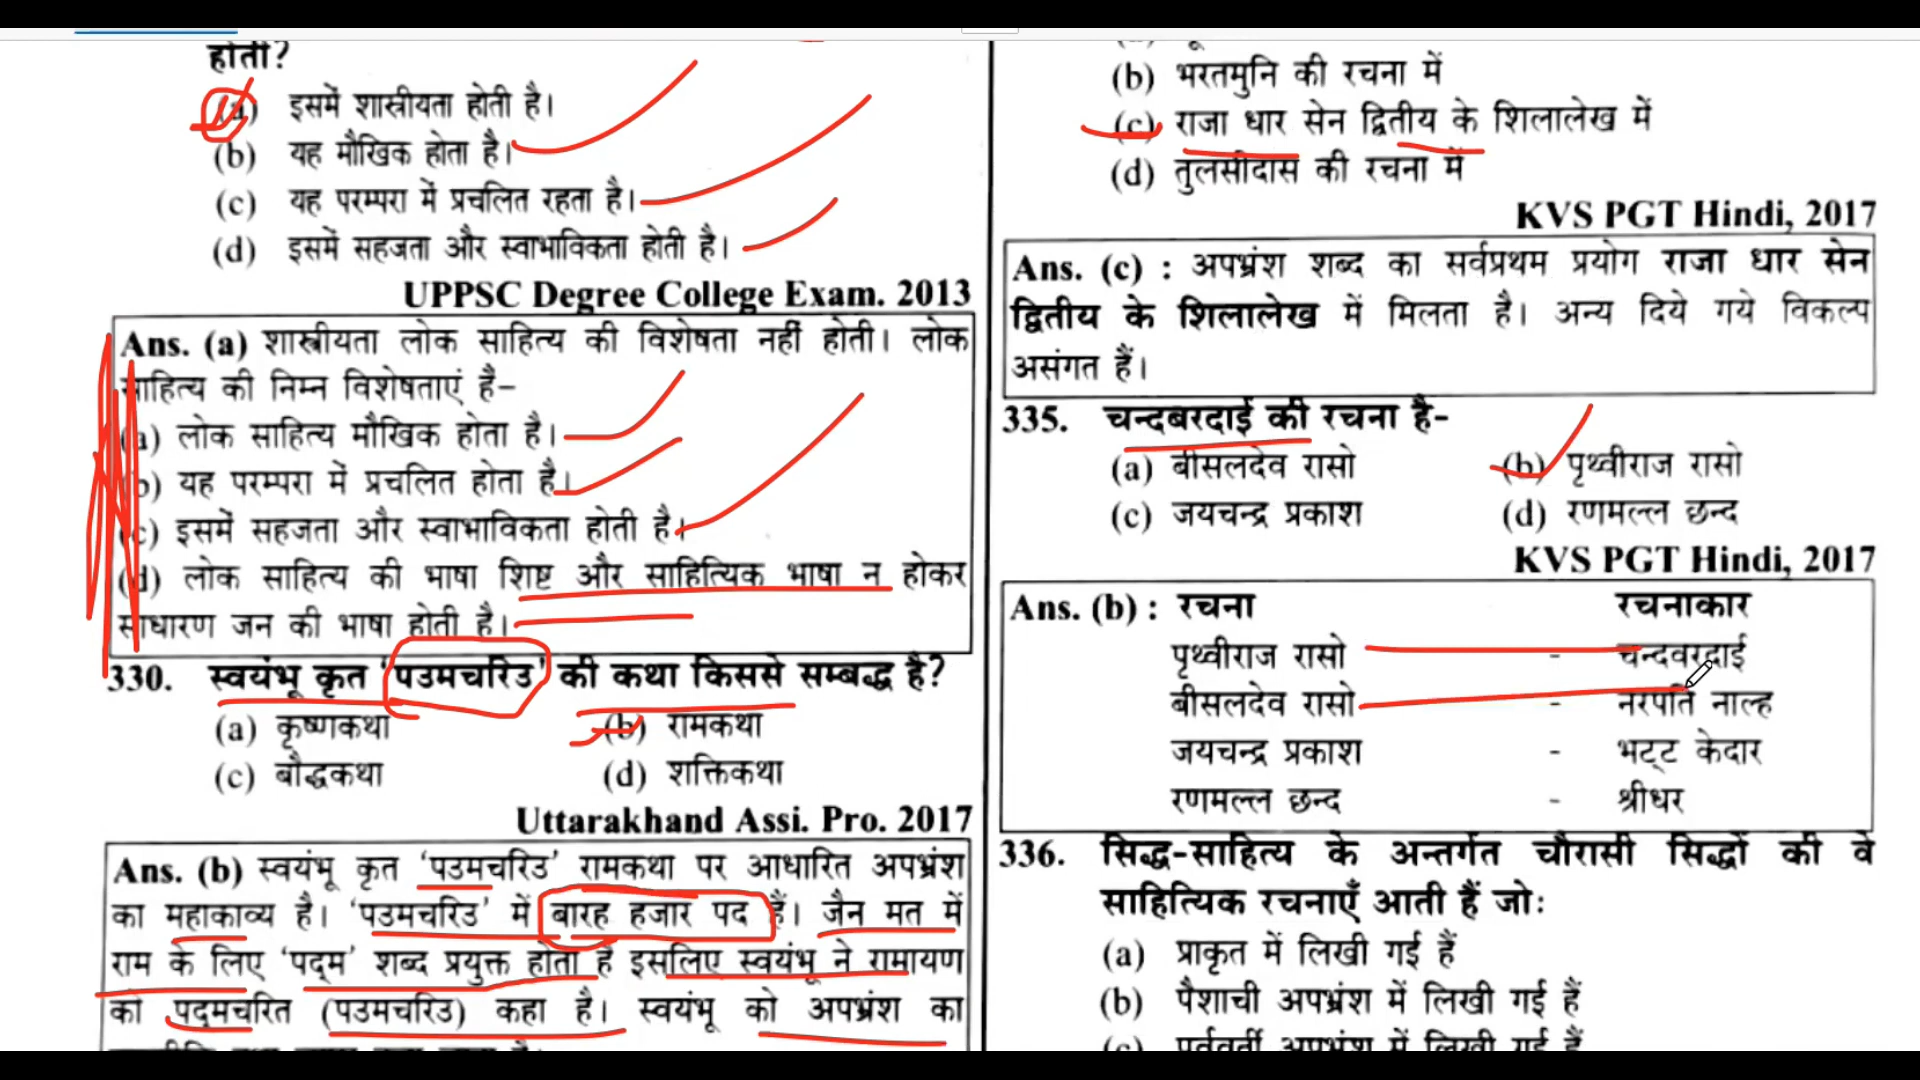 होती?
(a) इसमें शास्त्रीयता होती है।
(b) यह मौखिक होता है।
(c) यह परम्परा में प्रचलित रहता है।
(d) इसमें सहजता और स्वाभाविकता होती है।
UPPSC Degree College Exam. 2013
Ans. (a) शास्त्रीयता लोक साहित्य की विशेषता नहीं होती। लोक
साहित्य की निम्न विशेषताएं है–
(a) लोक साहित्य मौखिक होता है।
(b) यह परम्परा में प्रचलित होता है।
(c) इसमें सहजता और स्वाभाविकता होती है।
(d) लोक साहित्य की भाषा शिष्ट और साहित्यिक भाषा न होकर
साधारण जन की भाषा होती है।
330. स्वयंभू कृत ‘पउमचरिउ’ की कथा किससे सम्बद्ध है?
(a) कृष्णकथा (b) रामकथा
(c) बौद्धकथा (d) शक्तिकथा
Uttarakhand Assi. Pro. 2017
Ans. (b) स्वयंभू कृत ‘पउमचरिउ’ रामकथा पर आधारित अपभ्रंश
का महाकाव्य है। ‘पउमचरिउ’ में बारह हजार पद हैं। जैन मत में
राम के लिए ‘पद्म’ शब्द प्रयुक्त होता है इसलिए स्वयंभू ने रामायण
को पद्मचरित (पउमचरिउ) कहा है। स्वयंभू को अपभ्रंश का
(b) भरतमुनि की रचना में
(c) राजा धार सेन द्वितीय के शिलालेख में
(d) तुलसीदास की रचना में
KVS PGT Hindi, 2017
Ans. (c) : अपभ्रंश शब्द का सर्वप्रथम प्रयोग राजा धार सेन
द्वितीय के शिलालेख में मिलता है। अन्य दिये गये विकल्प
असंगत हैं।
335. चन्दबरदाई की रचना है-
(a) बीसलदेव रासो (b) पृथ्वीराज रासो
(c) जयचन्द्र प्रकाश (d) रणमल्ल छन्द
KVS PGT Hindi, 2017
Ans. (b) : रचना रचनाकार
पृथ्वीराज रासो - चन्दवरदाई
बीसलदेव रासो - नरपति नाल्ह
जयचन्द्र प्रकाश - भट्ट केदार
रणमल्ल छन्द - श्रीधर
336. सिद्ध-साहित्य के अन्तर्गत चौरासी सिद्धों की वे
साहित्यिक रचनाएँ आती हैं जो:
(a) प्राकृत में लिखी गई हैं
(b) पैशाची अपभ्रंश में लिखी गई हैं
(c) पूर्ववर्ती अपभ्रंश में लिखी गई हैं